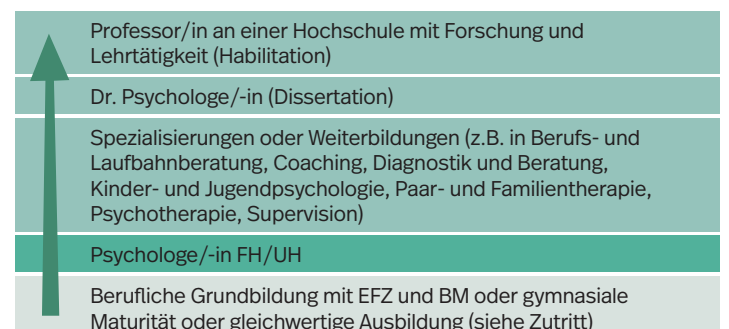 Professor/in an einer Hochschule mit Forschung und
Lehrtätigkeit (Habilitation)
Dr. Psychologe/-in (Dissertation)
Spezialisierungen oder Weiterbildungen (z.B. in Berufs- und
Laufbahnberatung, Coaching, Diagnostik und Beratung,
Kinder- und Jugendpsychologie, Paar- und Familientherapie,
Psychotherapie, Supervision)
Psychologe/-in FH/UH
Berufliche Grundbildung mit EFZ und BM oder gymnasiale
Maturität oder gleichwertige Ausbildung (siehe Zutritt)